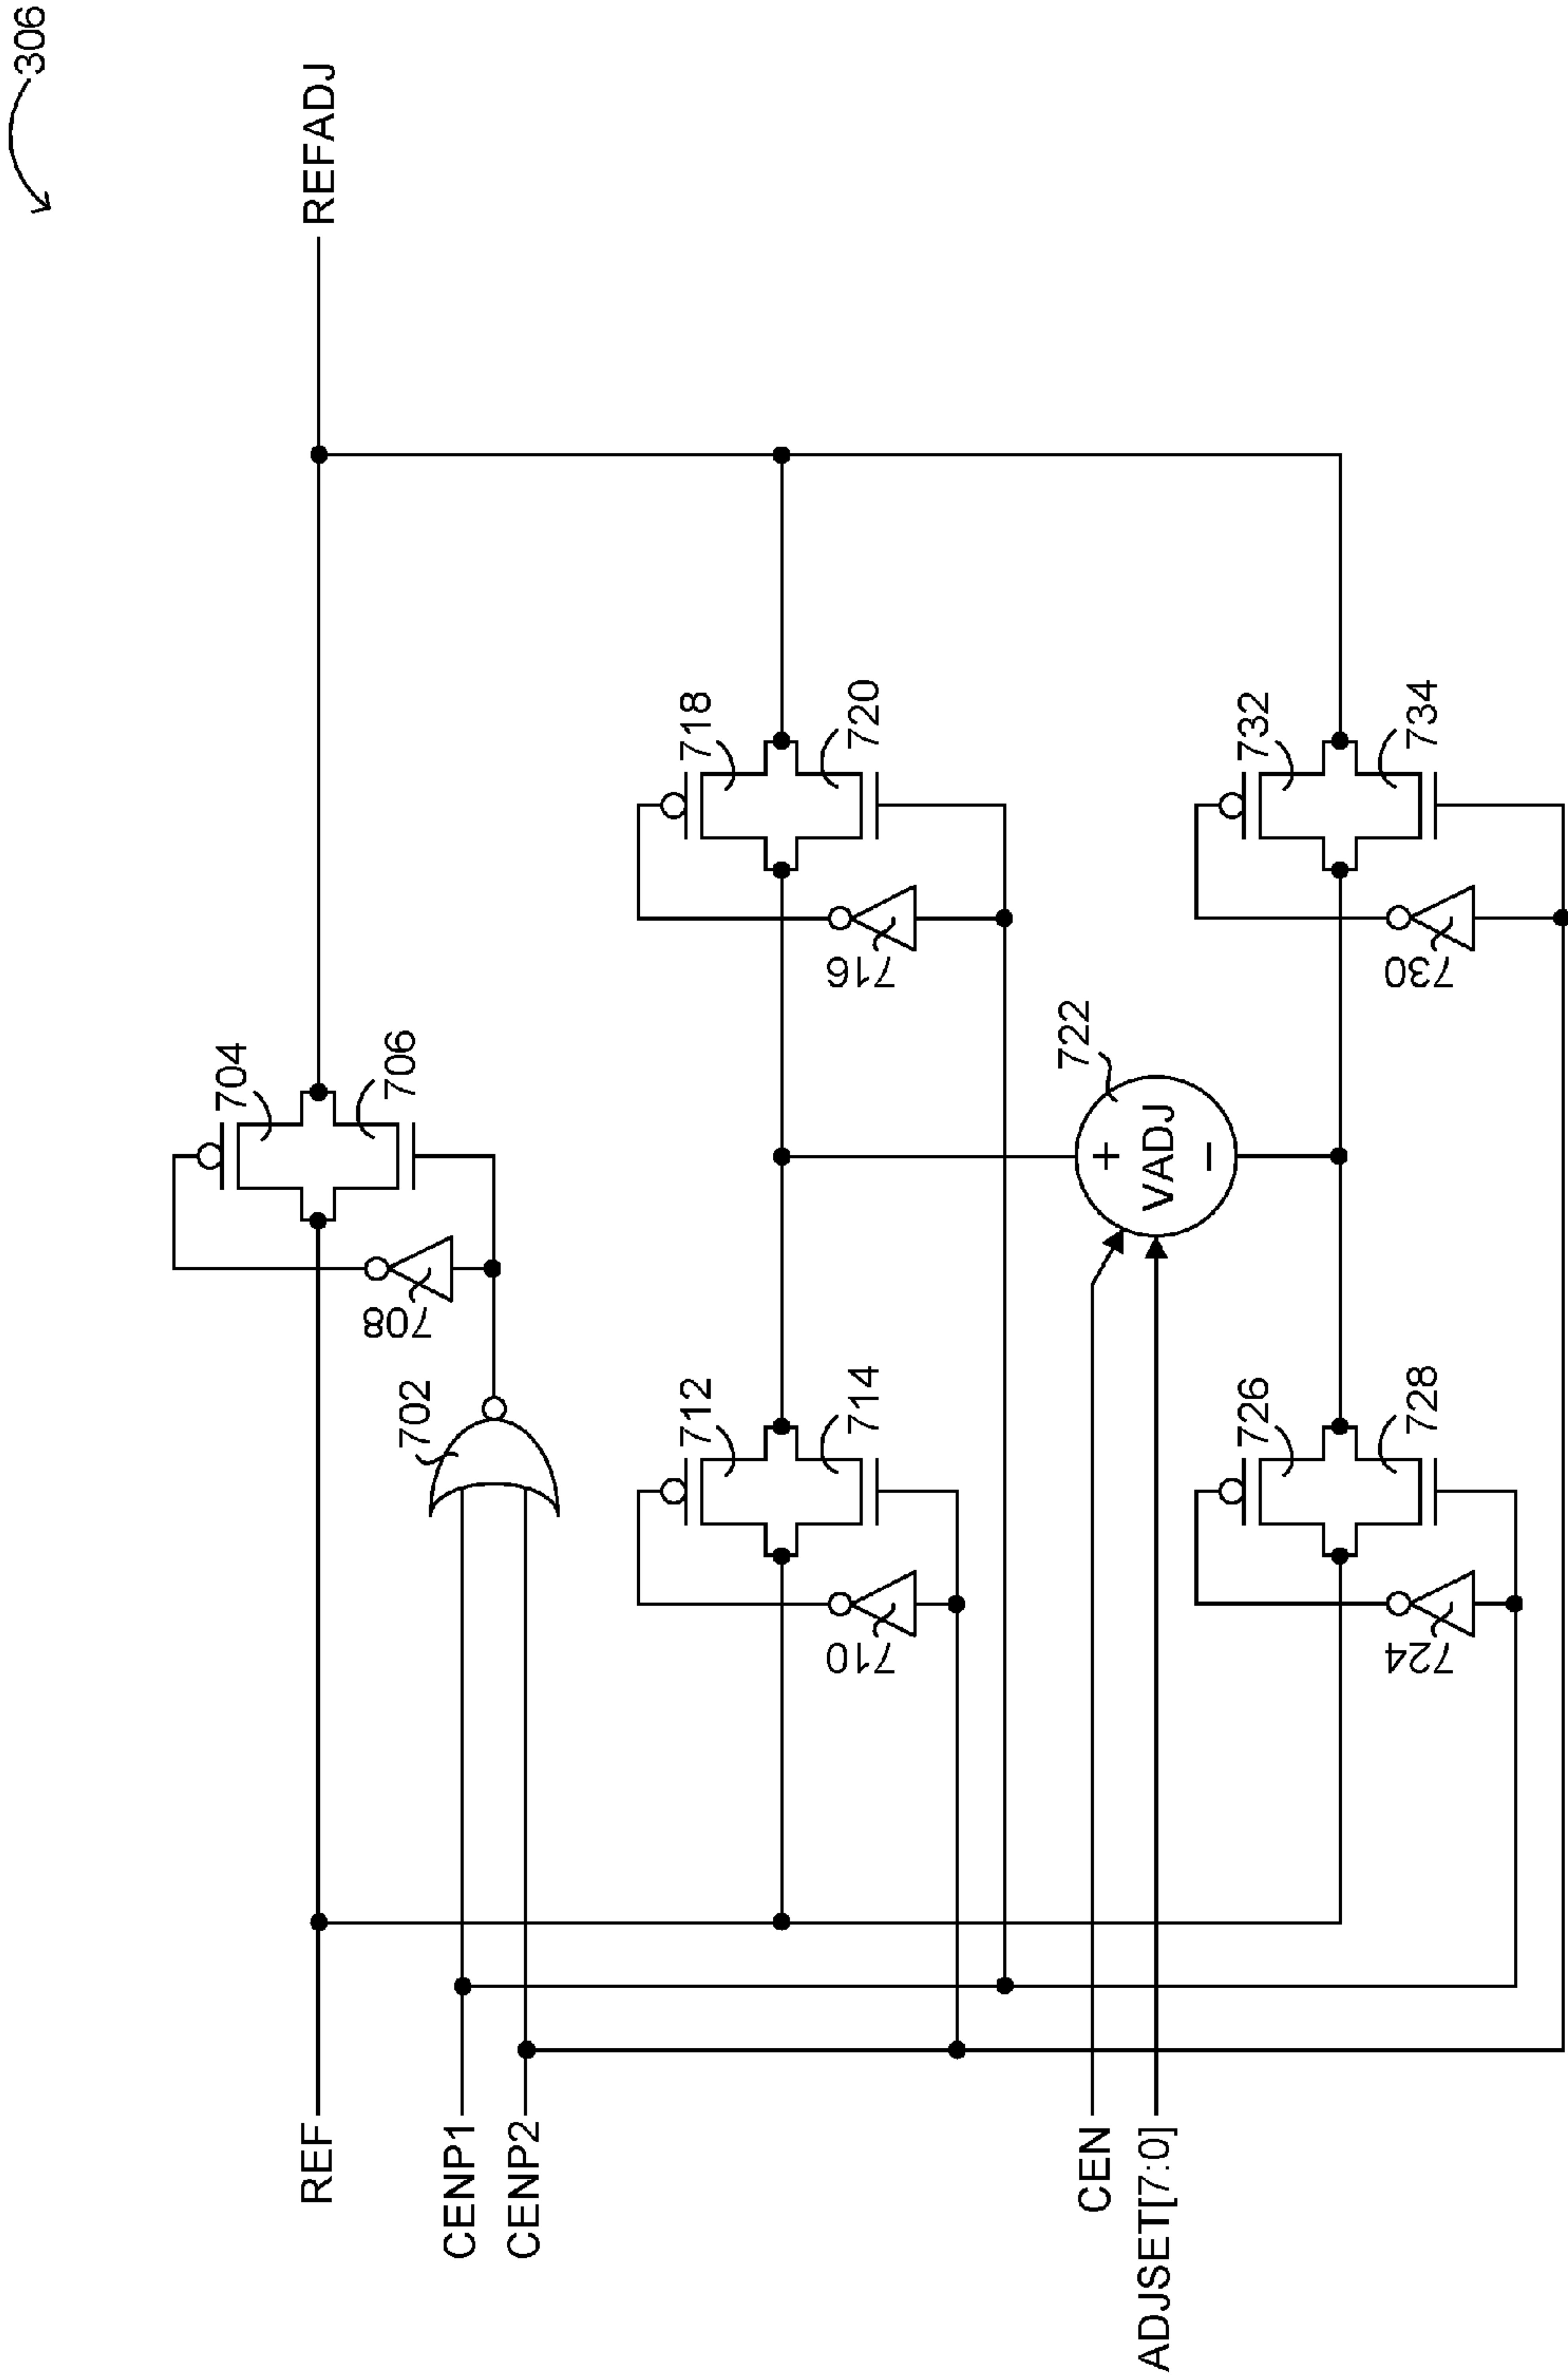 306
REF
REFADJ
CENP1
CENP2
702
704
706
708
712
714
710
718
720
716
CEN
ADJSET[7:0]
722
+
VADJ
−
726
728
724
732
734
730